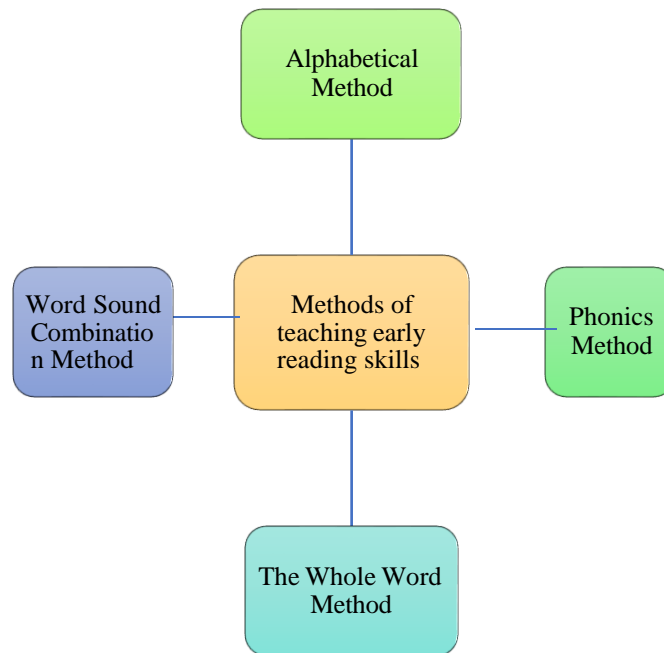 Alphabetical
Method
Word Sound
Combinatio
n Method
Methods of
teaching early
reading skills
Phonics
Method
The Whole Word
Method